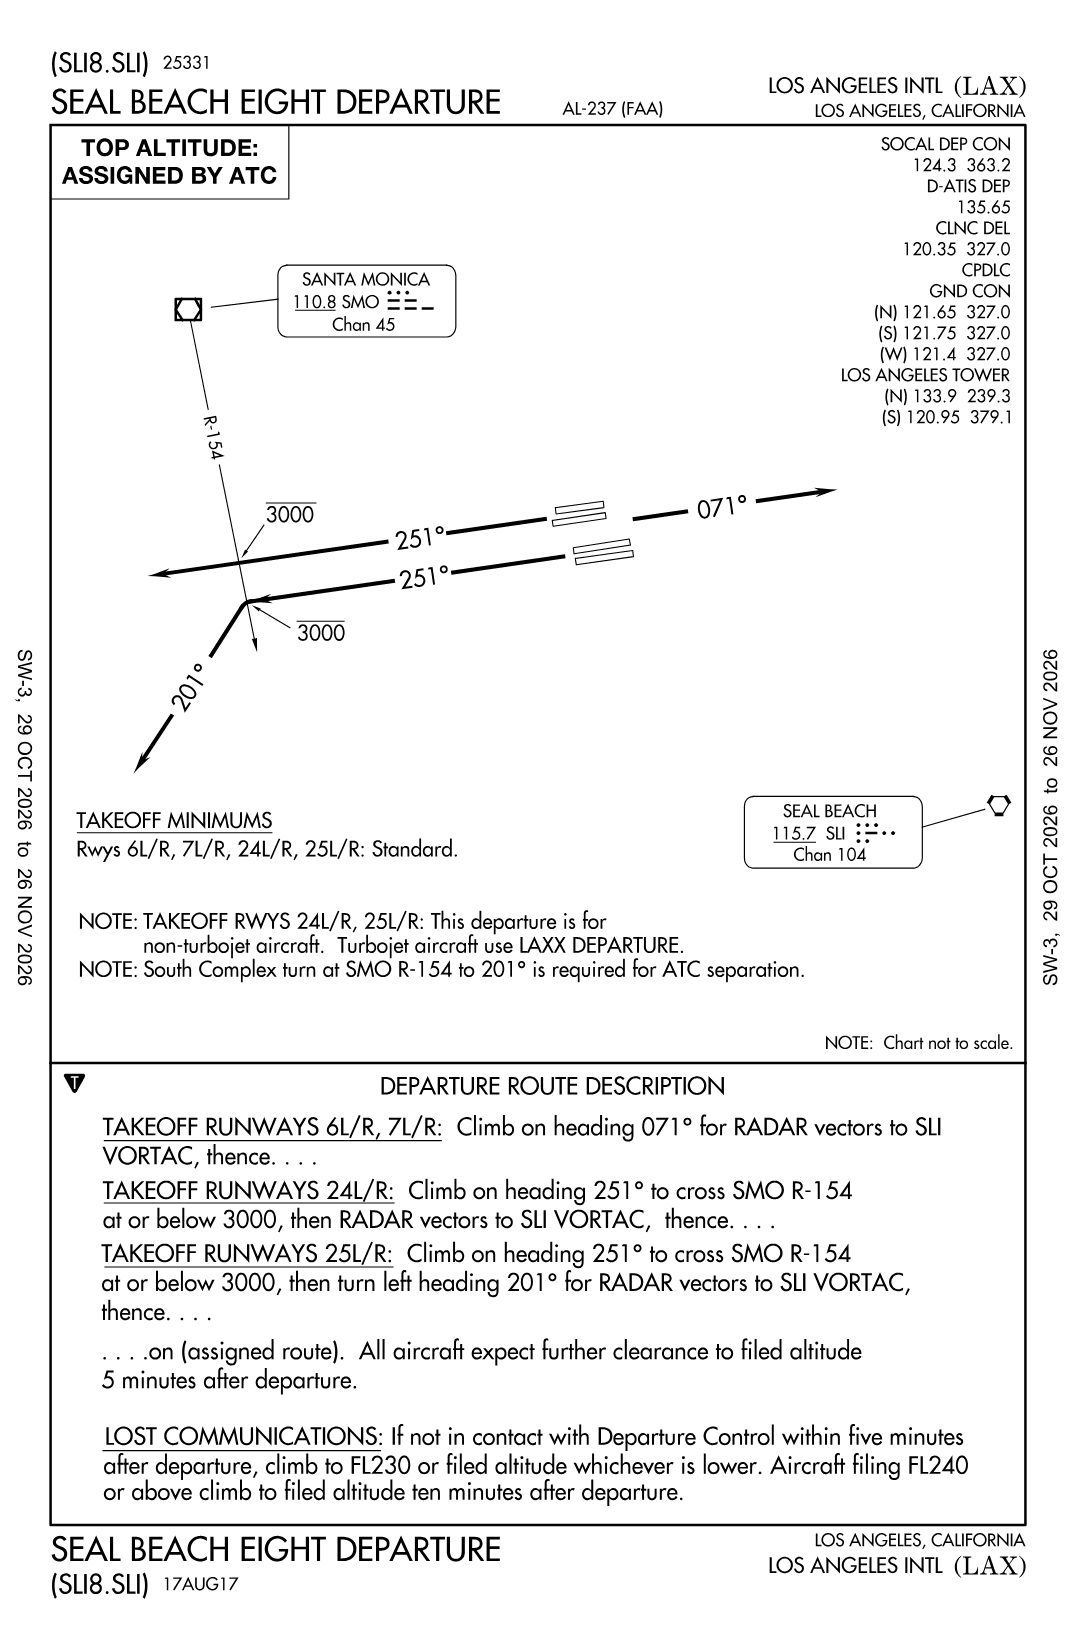 (SLI8.SLI) 25331
SEAL BEACH EIGHT DEPARTURE
AL-237 (FAA)
LOS ANGELES INTL (LAX)
LOS ANGELES, CALIFORNIA
TOP ALTITUDE:
ASSIGNED BY ATC
SOCAL DEP CON
124.3 363.2
D-ATIS DEP
135.65
CLNC DEL
120.35 327.0
CPDLC
GND CON
(N) 121.65 327.0
(S) 121.75 327.0
(W) 121.4 327.0
LOS ANGELES TOWER
(N) 133.9 239.3
(S) 120.95 379.1
SANTA MONICA
110.8 SMO
Chan 45
R-154
3000
251°
071°
251°
3000
201°
SW-3, 29 OCT 2026 to 26 NOV 2026
SW-3, 29 OCT 2026 to 26 NOV 2026
SEAL BEACH
115.7 SLI
Chan 104
TAKEOFF MINIMUMS
Rwys 6L/R, 7L/R, 24L/R, 25L/R: Standard.
NOTE: TAKEOFF RWYS 24L/R, 25L/R: This departure is for
non-turbojet aircraft. Turbojet aircraft use LAXX DEPARTURE.
NOTE: South Complex turn at SMO R-154 to 201° is required for ATC separation.
NOTE: Chart not to scale.
T
DEPARTURE ROUTE DESCRIPTION
TAKEOFF RUNWAYS 6L/R, 7L/R: Climb on heading 071° for RADAR vectors to SLI
VORTAC, thence. . . .
TAKEOFF RUNWAYS 24L/R: Climb on heading 251° to cross SMO R-154
at or below 3000, then RADAR vectors to SLI VORTAC, thence. . . .
TAKEOFF RUNWAYS 25L/R: Climb on heading 251° to cross SMO R-154
at or below 3000, then turn left heading 201° for RADAR vectors to SLI VORTAC,
thence. . . .
. . . .on (assigned route). All aircraft expect further clearance to filed altitude
5 minutes after departure.
LOST COMMUNICATIONS: If not in contact with Departure Control within five minutes
after departure, climb to FL230 or filed altitude whichever is lower. Aircraft filing FL240
or above climb to filed altitude ten minutes after departure.
SEAL BEACH EIGHT DEPARTURE
(SLI8.SLI) 17AUG17
LOS ANGELES, CALIFORNIA
LOS ANGELES INTL (LAX)